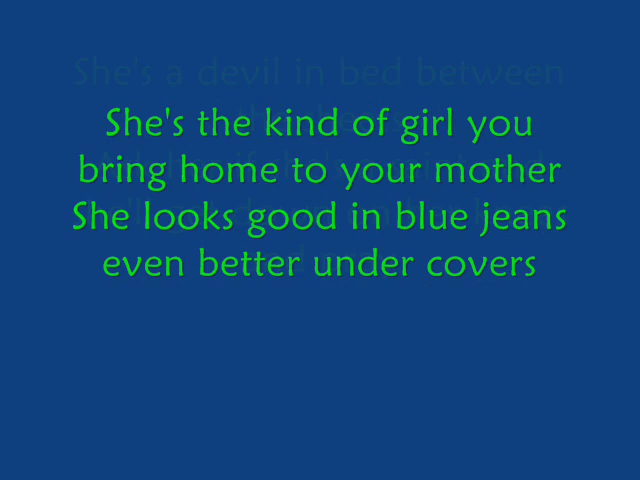 She's a devil in bed between
She's the kind of girl you
bring home to your mother
She looks good in blue jeans
even better under covers